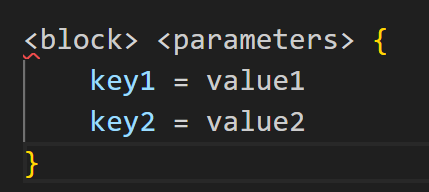 <block> <parameters> {
    key1 = value1
    key2 = value2
}